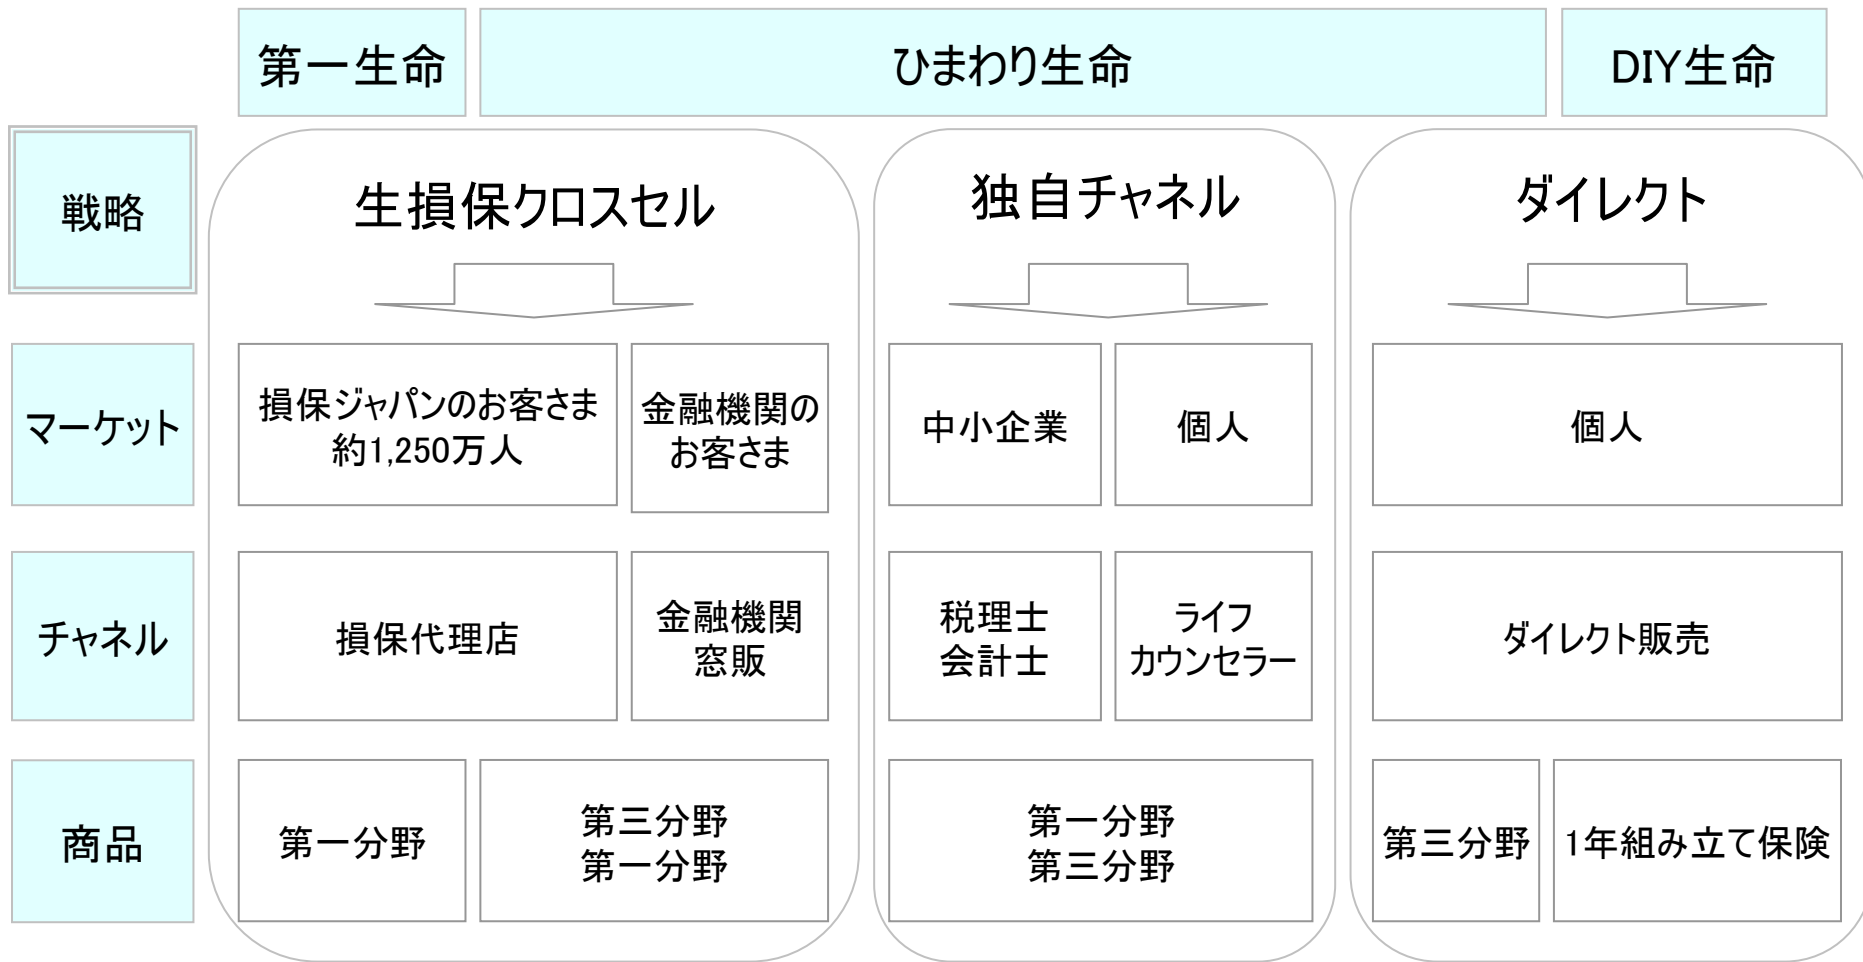 第一生命
ひまわり生命
DIY生命
戦略
生損保クロスセル
独自チャネル
ダイレクト
マーケット
損保ジャパンのお客さま
約1,250万人
金融機関の
お客さま
中小企業
個人
個人
チャネル
損保代理店
金融機関
窓販
税理士
会計士
ライフ
カウンセラー
ダイレクト販売
商品
第一分野
第三分野
第一分野
第一分野
第三分野
第三分野
1年組み立て保険